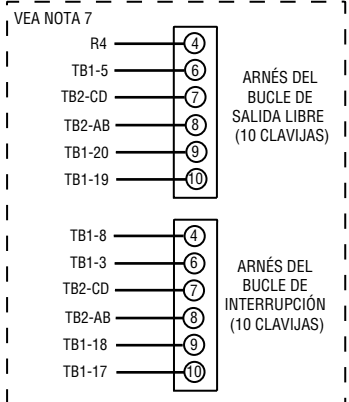 VEA NOTA 7
R4 4
TB1-5 6
TB2-CD 7
TB2-AB 8
TB1-20 9
TB1-19 10
ARNÉS DEL
BUCLE DE
SALIDA LIBRE
(10 CLAVIJAS)
TB1-8 4
TB1-3 6
TB2-CD 7
TB2-AB 8
TB1-18 9
TB1-17 10
ARNÉS DEL
BUCLE DE
INTERRUPCIÓN
(10 CLAVIJAS)